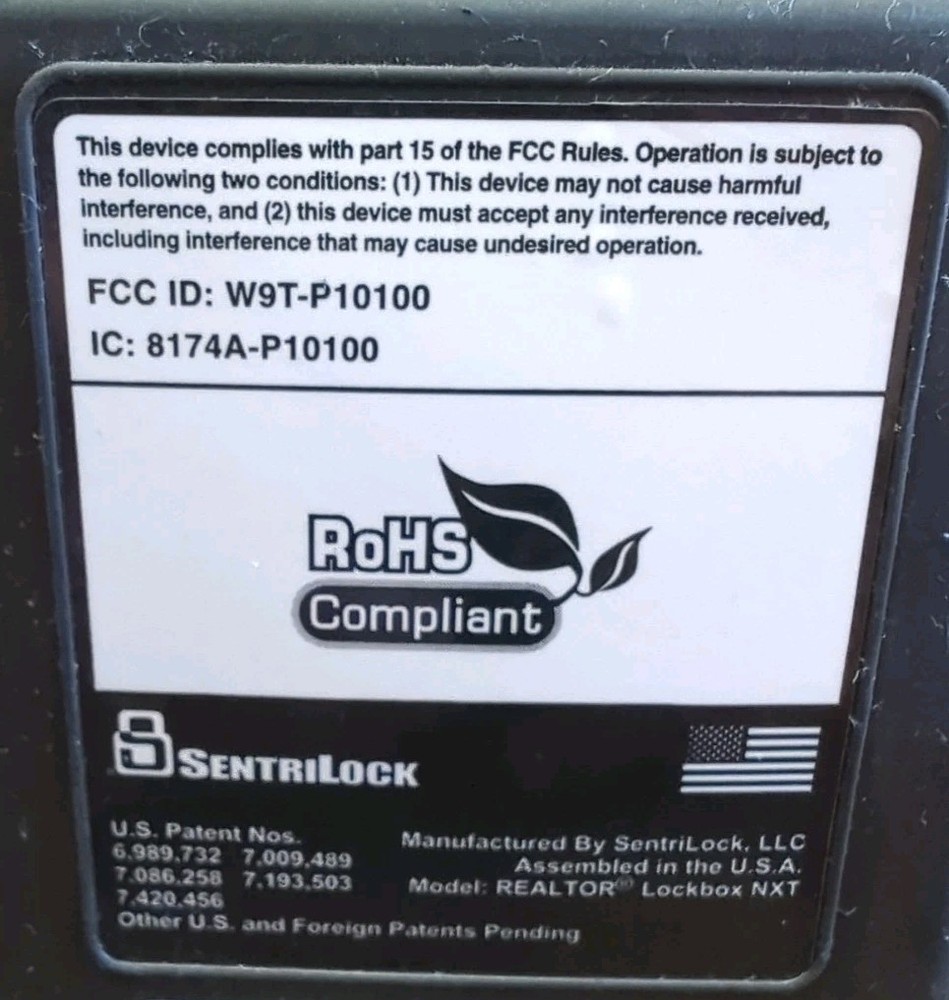 This device complies with part 15 of the FCC Rules. Operation is subject to
the following two conditions: (1) This device may not cause harmful
interference, and (2) this device must accept any interference received,
including interference that may cause undesired operation.
FCC ID: W9T-P10100
IC: 8174A-P10100
RoHS
Compliant
SENTRILOCK
U.S. Patent Nos.
6,989,732 7,009,489
7,086,258 7,193,503
7,420,456
Other U.S. and Foreign Patents Pending
Manufactured By SentriLock, LLC
Assembled in the U.S.A.
Model: REALTOR® Lockbox NXT